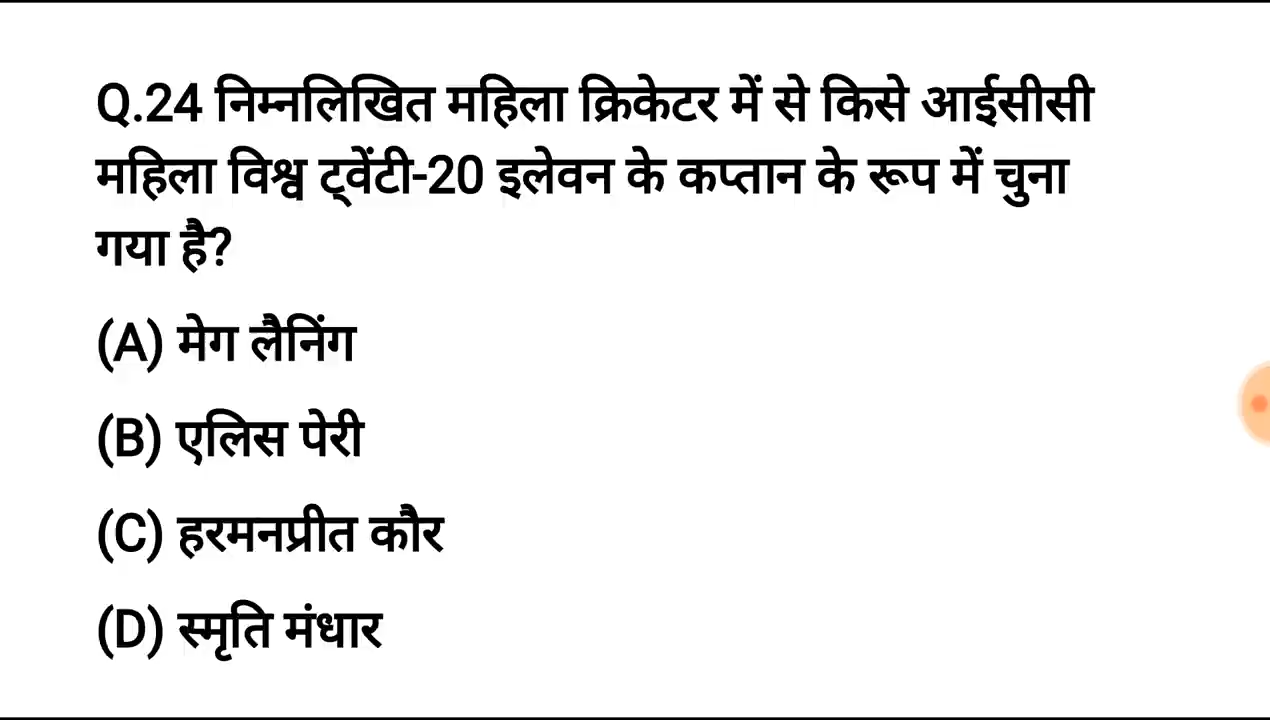 Q.24 निम्नलिखित महिला क्रिकेटर में से किसे आईसीसी
महिला विश्व ट्वेंटी-20 इलेवन के कप्तान के रूप में चुना
गया है?
(A) मेग लैनिंग
(B) एलिस पेरी
(C) हरमनप्रीत कौर
(D) स्मृति मंधार